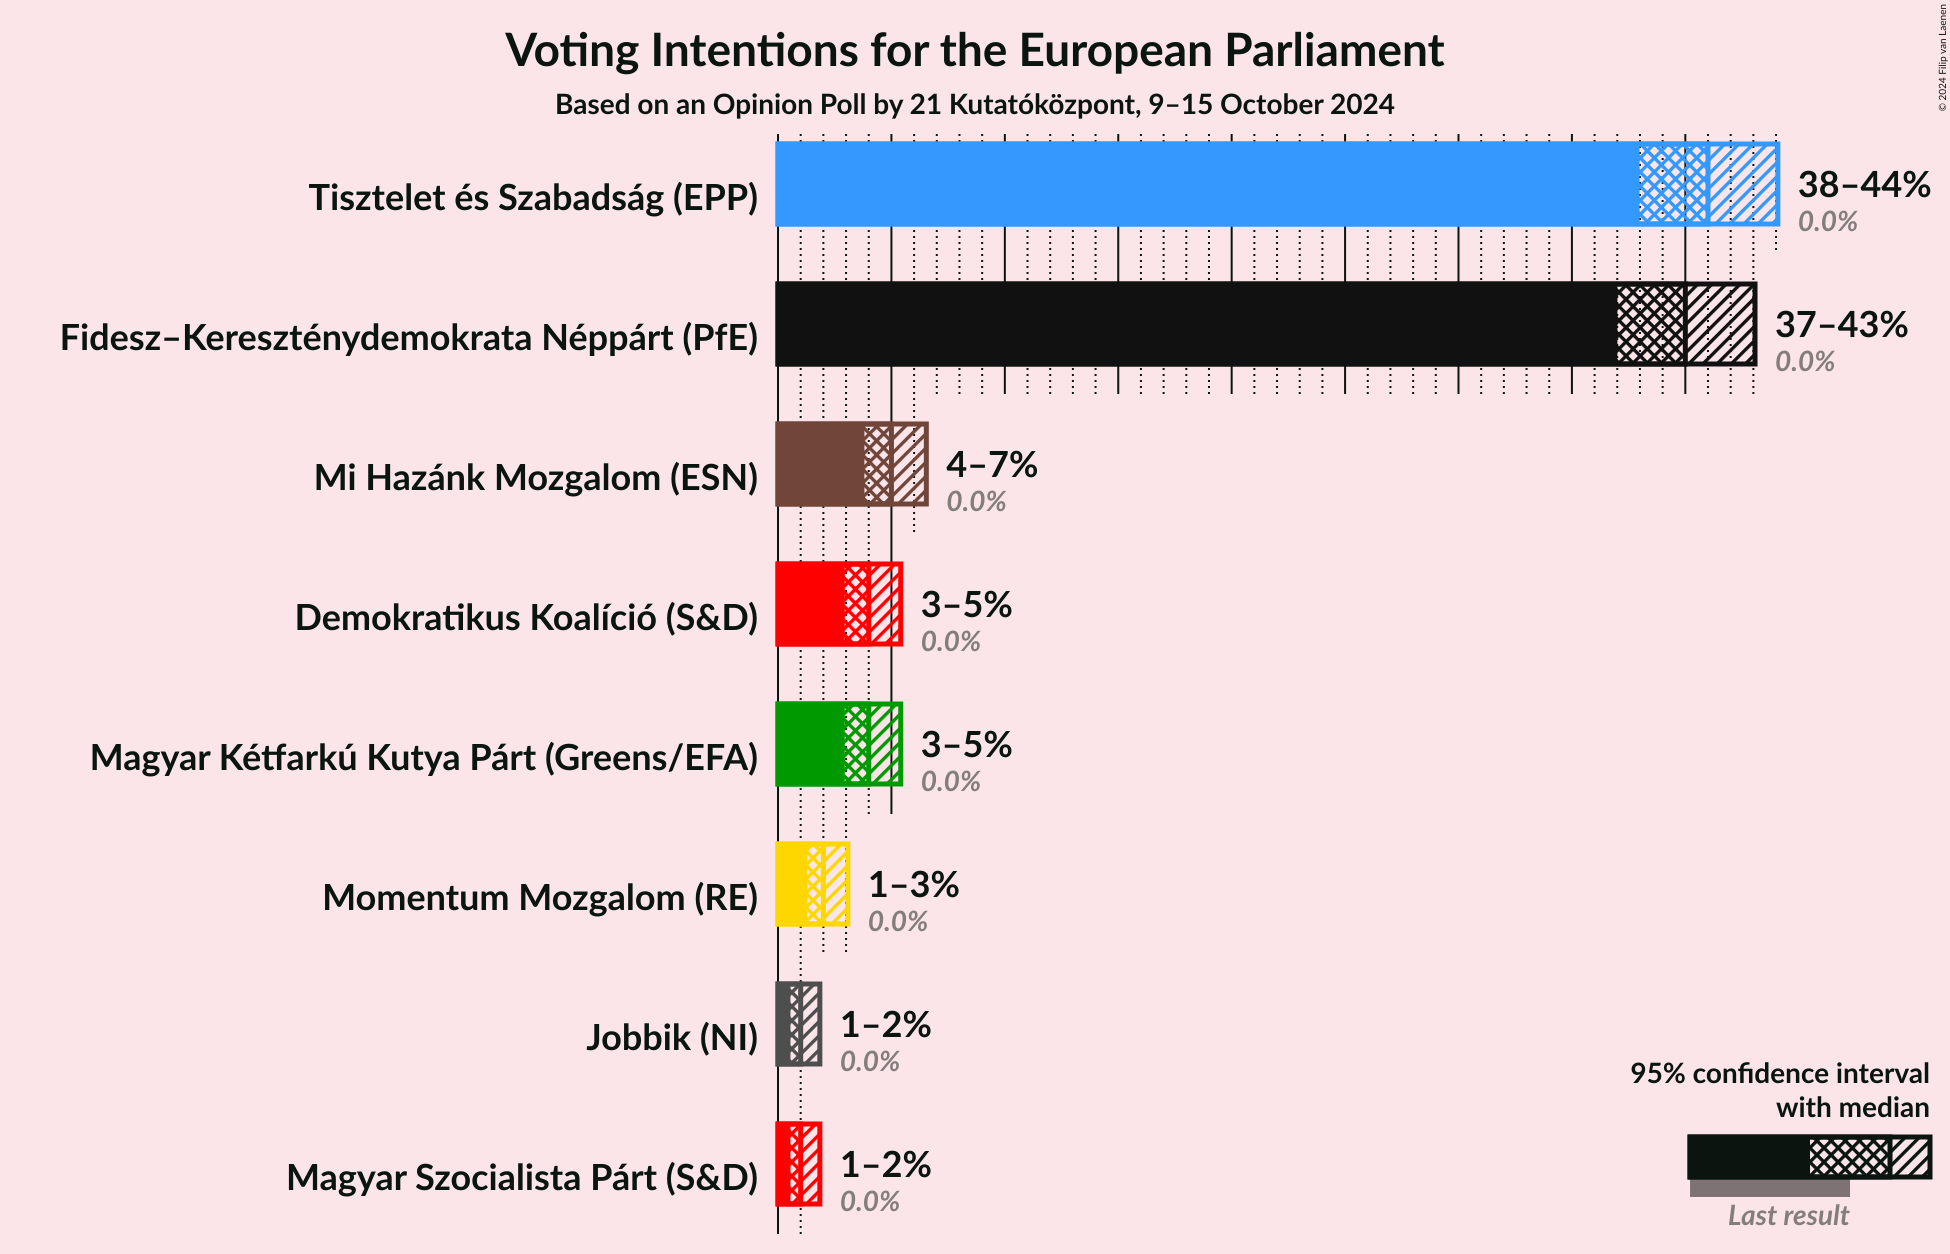 Voting Intentions for the European Parliament
Based on an Opinion Poll by 21 Kutatóközpont, 9–15 October 2024
© 2024 Filip van Laenen
Tisztelet és Szabadság (EPP)
38–44%
0.0%
Fidesz–Kereszténydemokrata Néppárt (PfE)
37–43%
0.0%
Mi Hazánk Mozgalom (ESN)
4–7%
0.0%
Demokratikus Koalíció (S&D)
3–5%
0.0%
Magyar Kétfarkú Kutya Párt (Greens/EFA)
3–5%
0.0%
Momentum Mozgalom (RE)
1–3%
0.0%
Jobbik (NI)
1–2%
0.0%
Magyar Szocialista Párt (S&D)
1–2%
0.0%
95% confidence interval
with median
Last result